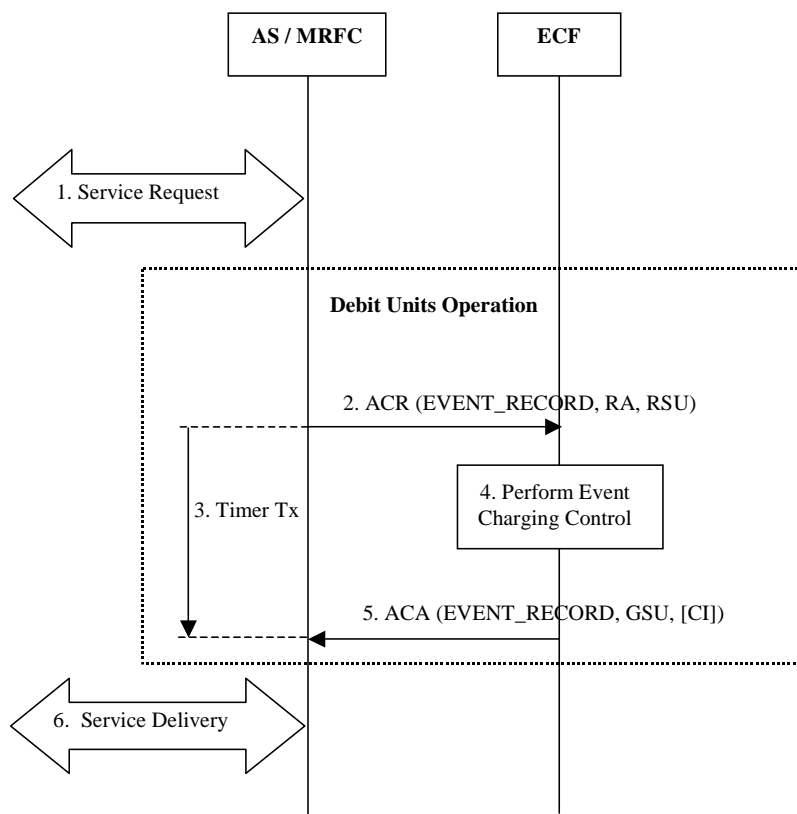 AS / MRFC
ECF
1. Service Request
Debit Units Operation
2. ACR (EVENT_RECORD, RA, RSU)
3. Timer Tx
4. Perform Event
Charging Control
5. ACA (EVENT_RECORD, GSU, [CI])
6. Service Delivery